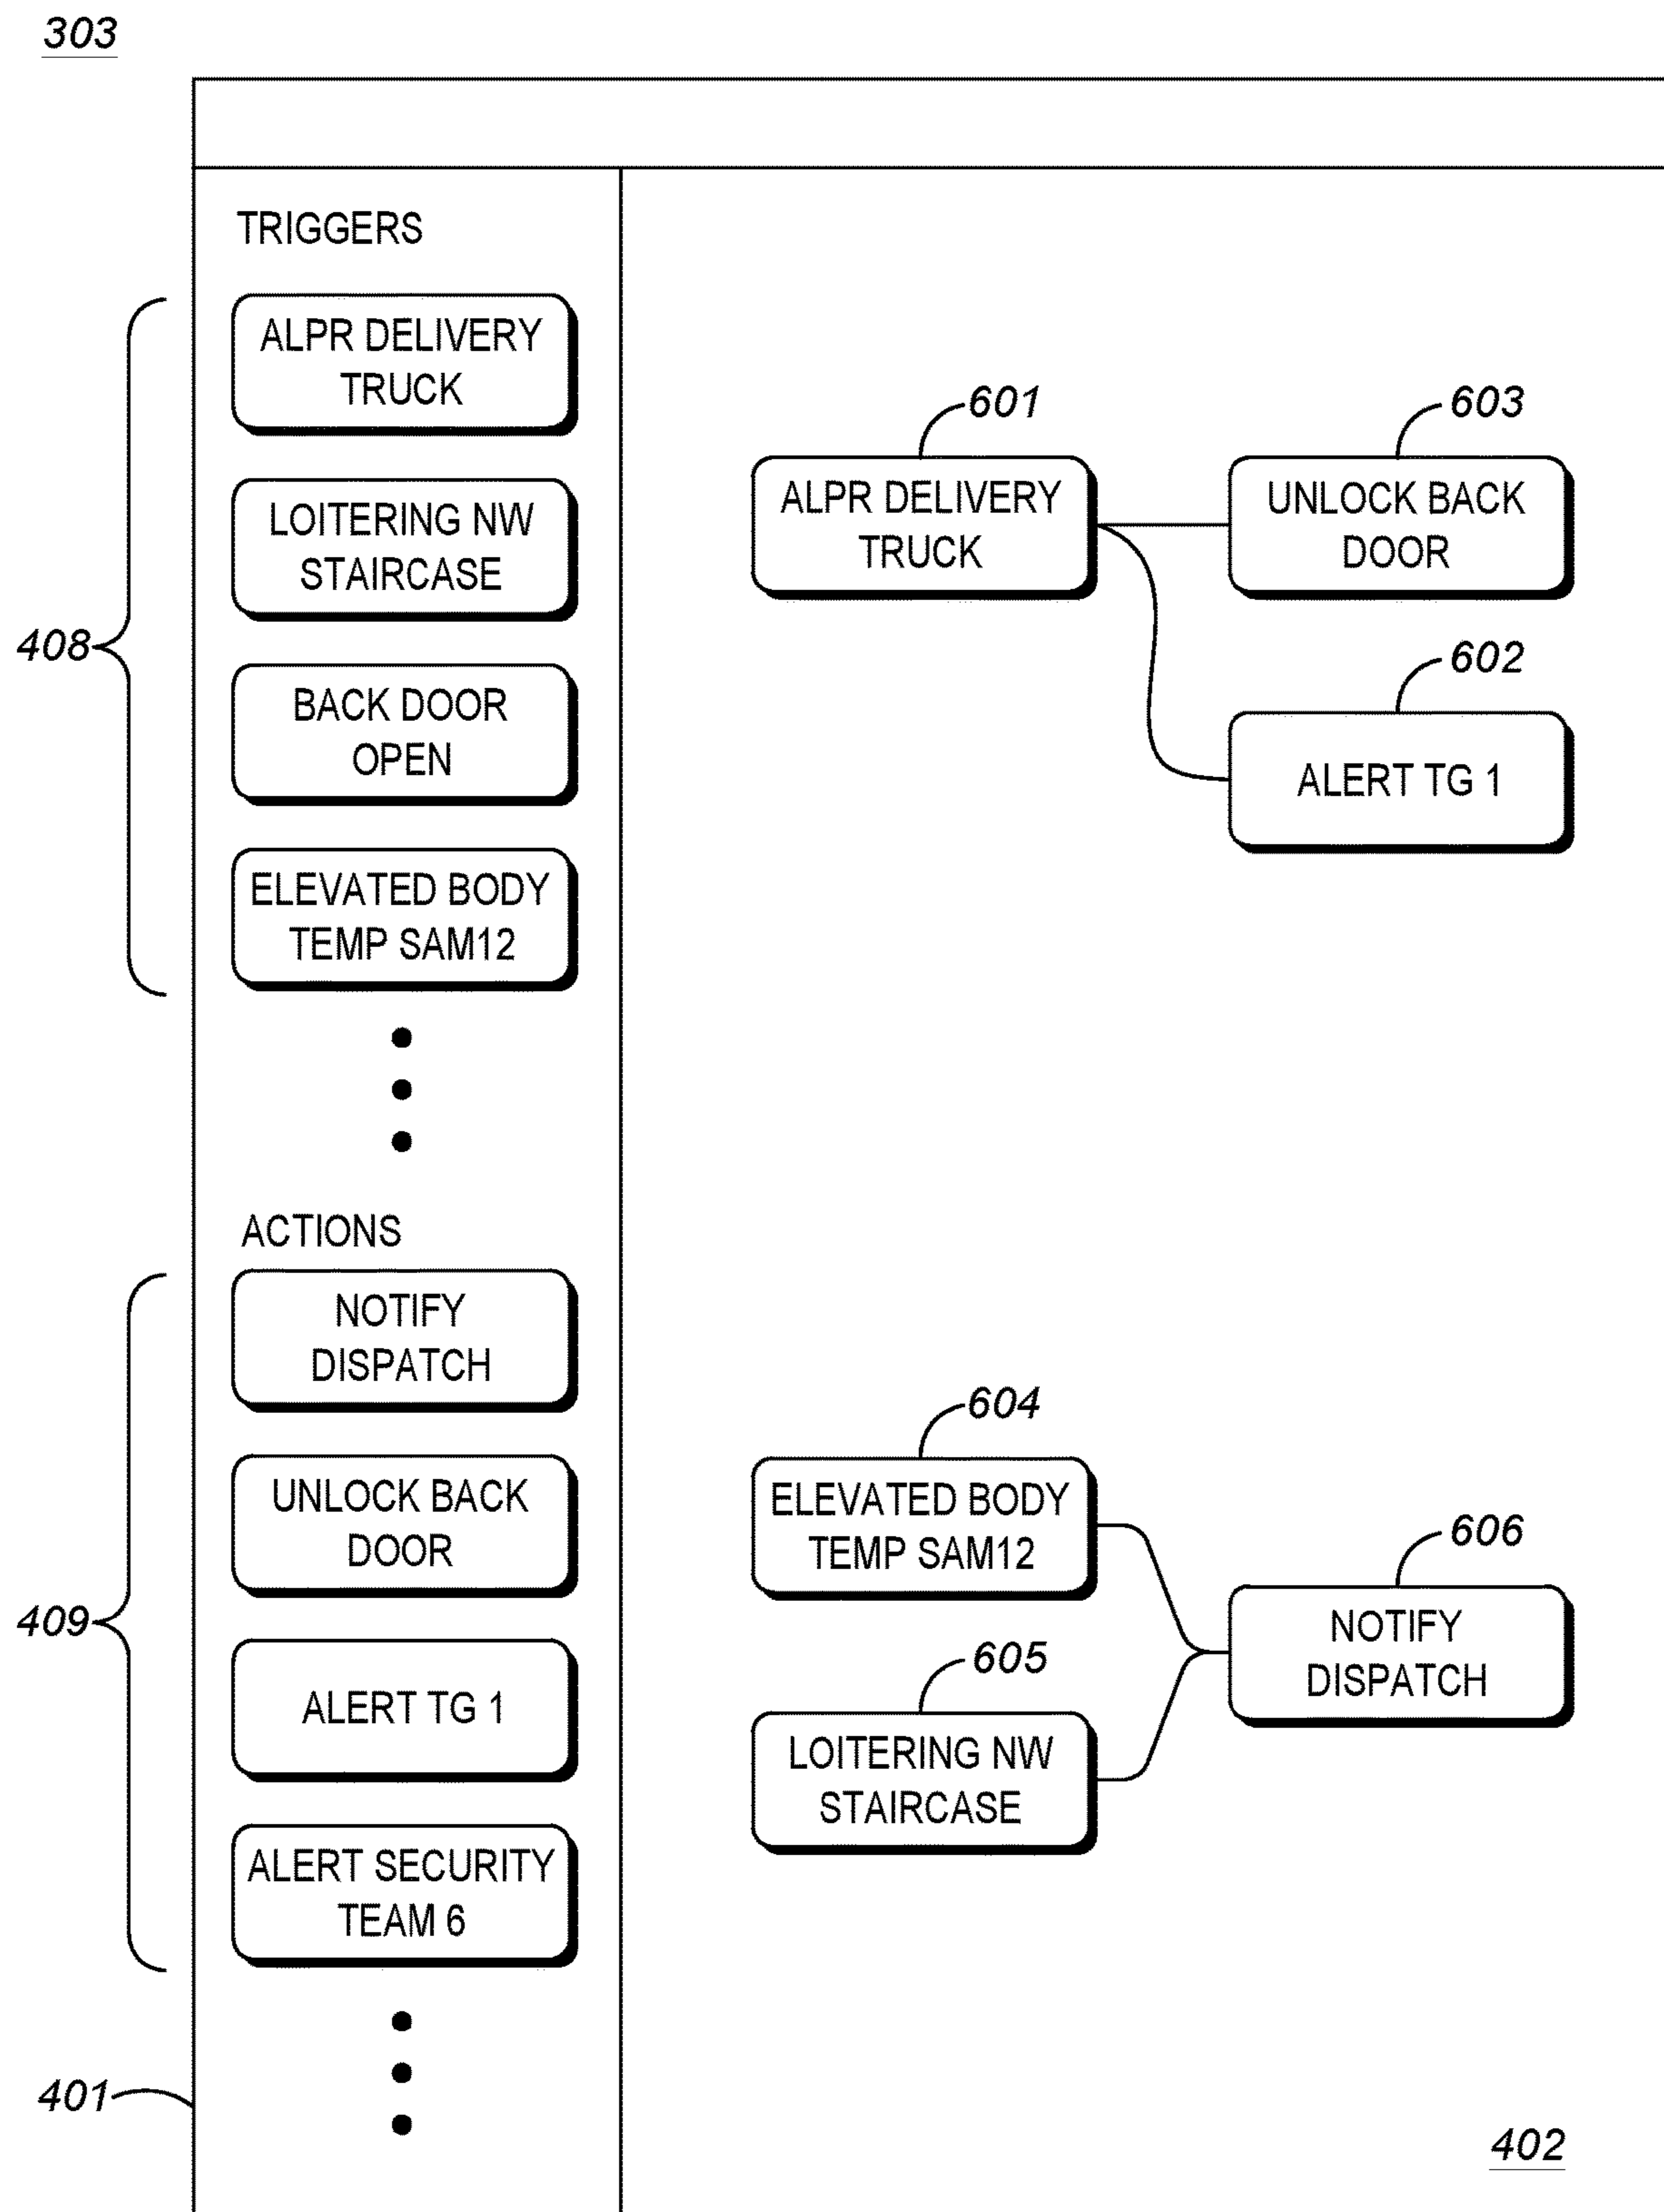 303
TRIGGERS
ALPR DELIVERY
TRUCK
LOITERING NW
STAIRCASE
BACK DOOR
OPEN
ELEVATED BODY
TEMP SAM12
408
ACTIONS
NOTIFY
DISPATCH
UNLOCK BACK
DOOR
ALERT TG 1
ALERT SECURITY
TEAM 6
409
401
601
ALPR DELIVERY
TRUCK
603
UNLOCK BACK
DOOR
602
ALERT TG 1
604
ELEVATED BODY
TEMP SAM12
605
LOITERING NW
STAIRCASE
606
NOTIFY
DISPATCH
402